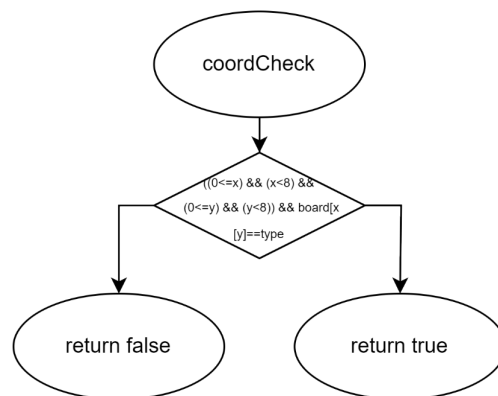 coordCheck
((0<=x) && (x<8) &&
(0<=y) && (y<8)) && board[x
[y]==type
return false
return true